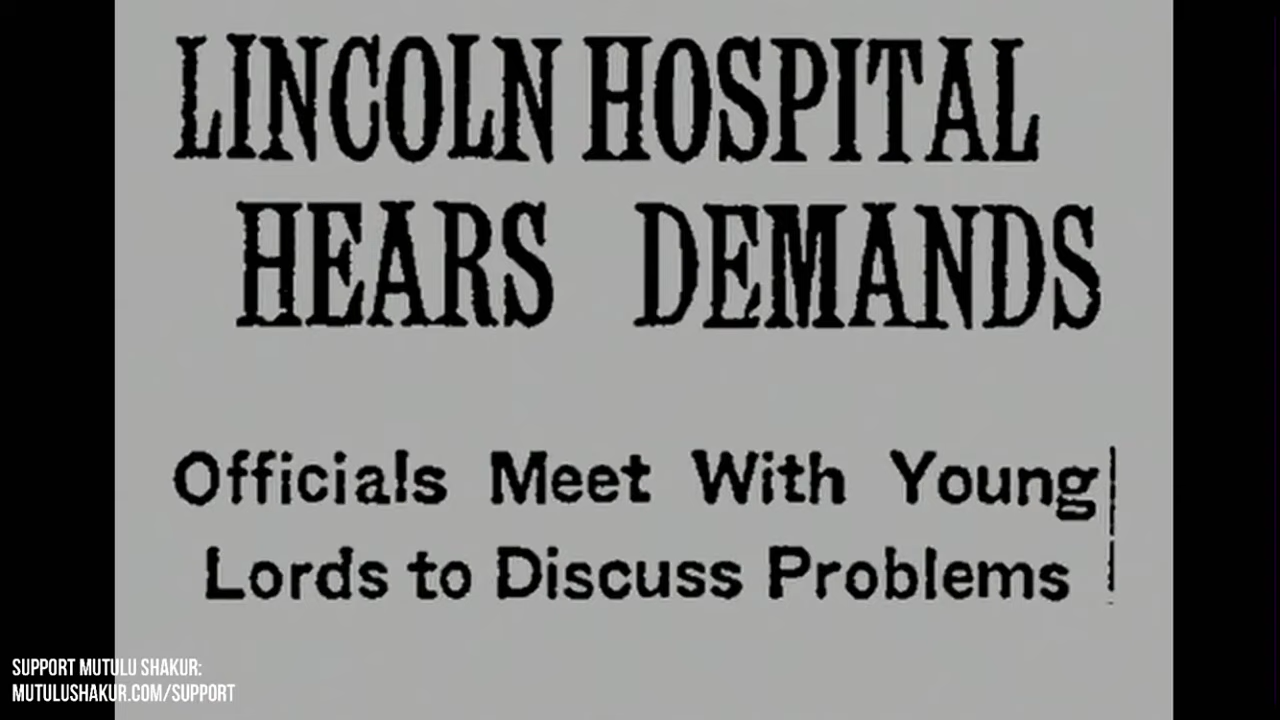 LINCOLN HOSPITAL
HEARS DEMANDS
Officials Meet With Young
Lords to Discuss Problems
SUPPORT MUTULU SHAKUR:
MUTULUSHAKUR.COM/SUPPORT